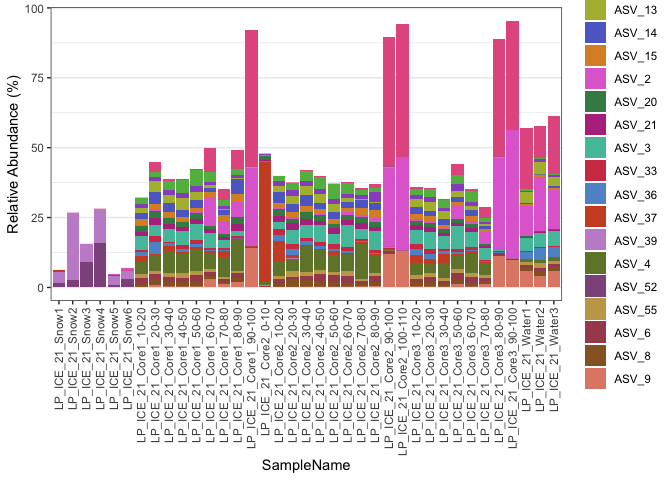 100
75
50
25
0
Relative Abundance (%)
LP_ICE_21_Snow1
LP_ICE_21_Snow2
LP_ICE_21_Snow3
LP_ICE_21_Snow4
LP_ICE_21_Snow5
LP_ICE_21_Snow6
LP_ICE_21_Core1_10-20
LP_ICE_21_Core1_20-30
LP_ICE_21_Core1_30-40
LP_ICE_21_Core1_40-50
LP_ICE_21_Core1_50-60
LP_ICE_21_Core1_60-70
LP_ICE_21_Core1_70-80
LP_ICE_21_Core1_80-90
LP_ICE_21_Core1_90-100
LP_ICE_21_Core2_0-10
LP_ICE_21_Core2_10-20
LP_ICE_21_Core2_20-30
LP_ICE_21_Core2_30-40
LP_ICE_21_Core2_40-50
LP_ICE_21_Core2_60-70
LP_ICE_21_Core2_70-80
LP_ICE_21_Core2_80-90
LP_ICE_21_Core2_90-100
LP_ICE_21_Core2_100-110
LP_ICE_21_Core3_10-20
LP_ICE_21_Core3_20-30
LP_ICE_21_Core3_30-40
LP_ICE_21_Core3_50-60
LP_ICE_21_Core3_60-70
LP_ICE_21_Core3_70-80
LP_ICE_21_Core3_80-90
LP_ICE_21_Core3_90-100
LP_ICE_21_Water1
LP_ICE_21_Water2
LP_ICE_21_Water3
SampleName
ASV_13
ASV_14
ASV_15
ASV_2
ASV_20
ASV_21
ASV_3
ASV_33
ASV_36
ASV_37
ASV_39
ASV_4
ASV_52
ASV_55
ASV_6
ASV_8
ASV_9